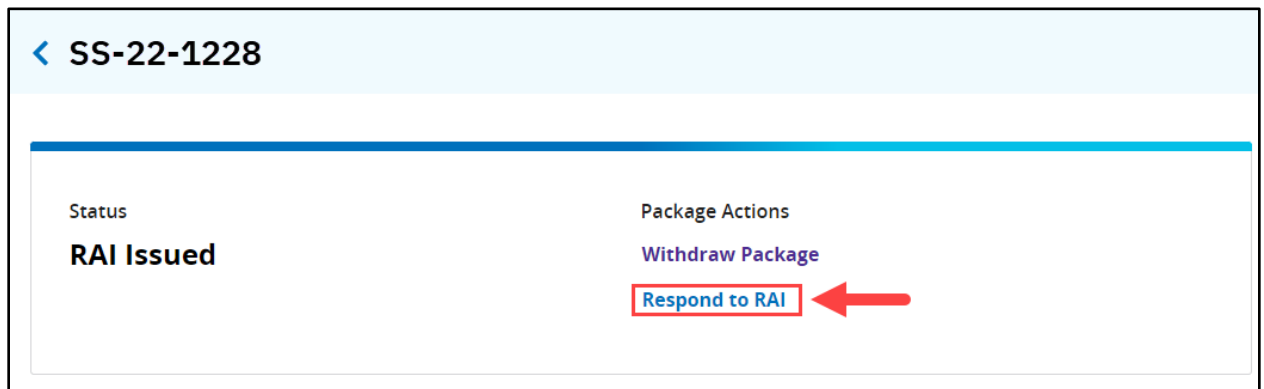 SS-22-1228
Status
RAI Issued
Package Actions
Withdraw Package
Respond to RAI